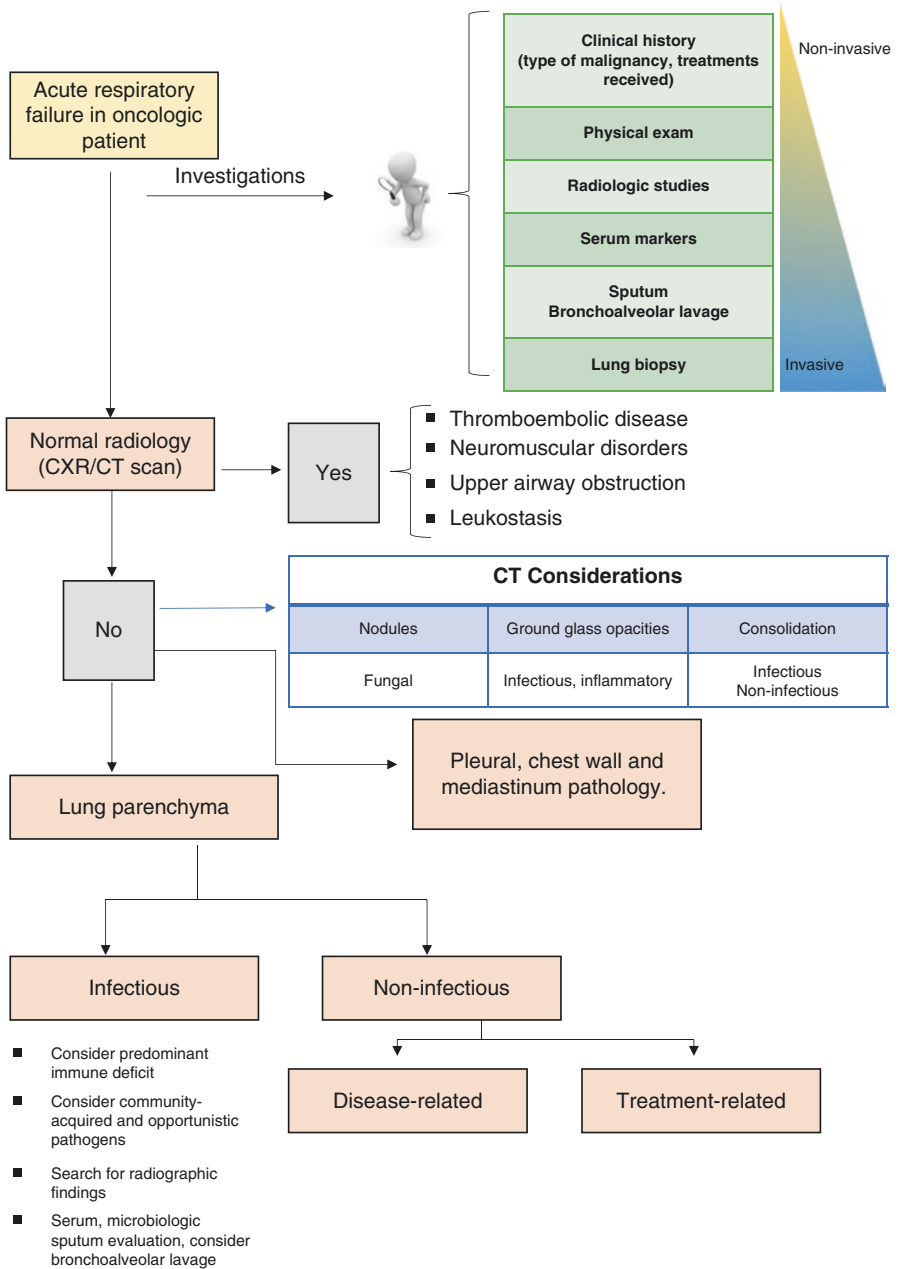 Acute respiratory
failure in oncologic
patient
Investigations
Clinical history
(type of malignancy, treatments
received)
Physical exam
Radiologic studies
Serum markers
Sputum
Bronchoalveolar lavage
Lung biopsy
Non-invasive
Invasive
Normal radiology
(CXR/CT scan)
Yes
■ Thromboembolic disease
■ Neuromuscular disorders
■ Upper airway obstruction
■ Leukostasis
No
CT Considerations
Nodules
Ground glass opacities
Consolidation
Fungal
Infectious, inflammatory
Infectious
Non-infectious
Pleural, chest wall and
mediastinum pathology.
Lung parenchyma
Infectious
Non-infectious
■ Consider predominant
immune deficit
■ Consider community-
acquired and opportunistic
pathogens
■ Search for radiographic
findings
■ Serum, microbiologic
sputum evaluation, consider
bronchoalveolar lavage
Disease-related
Treatment-related